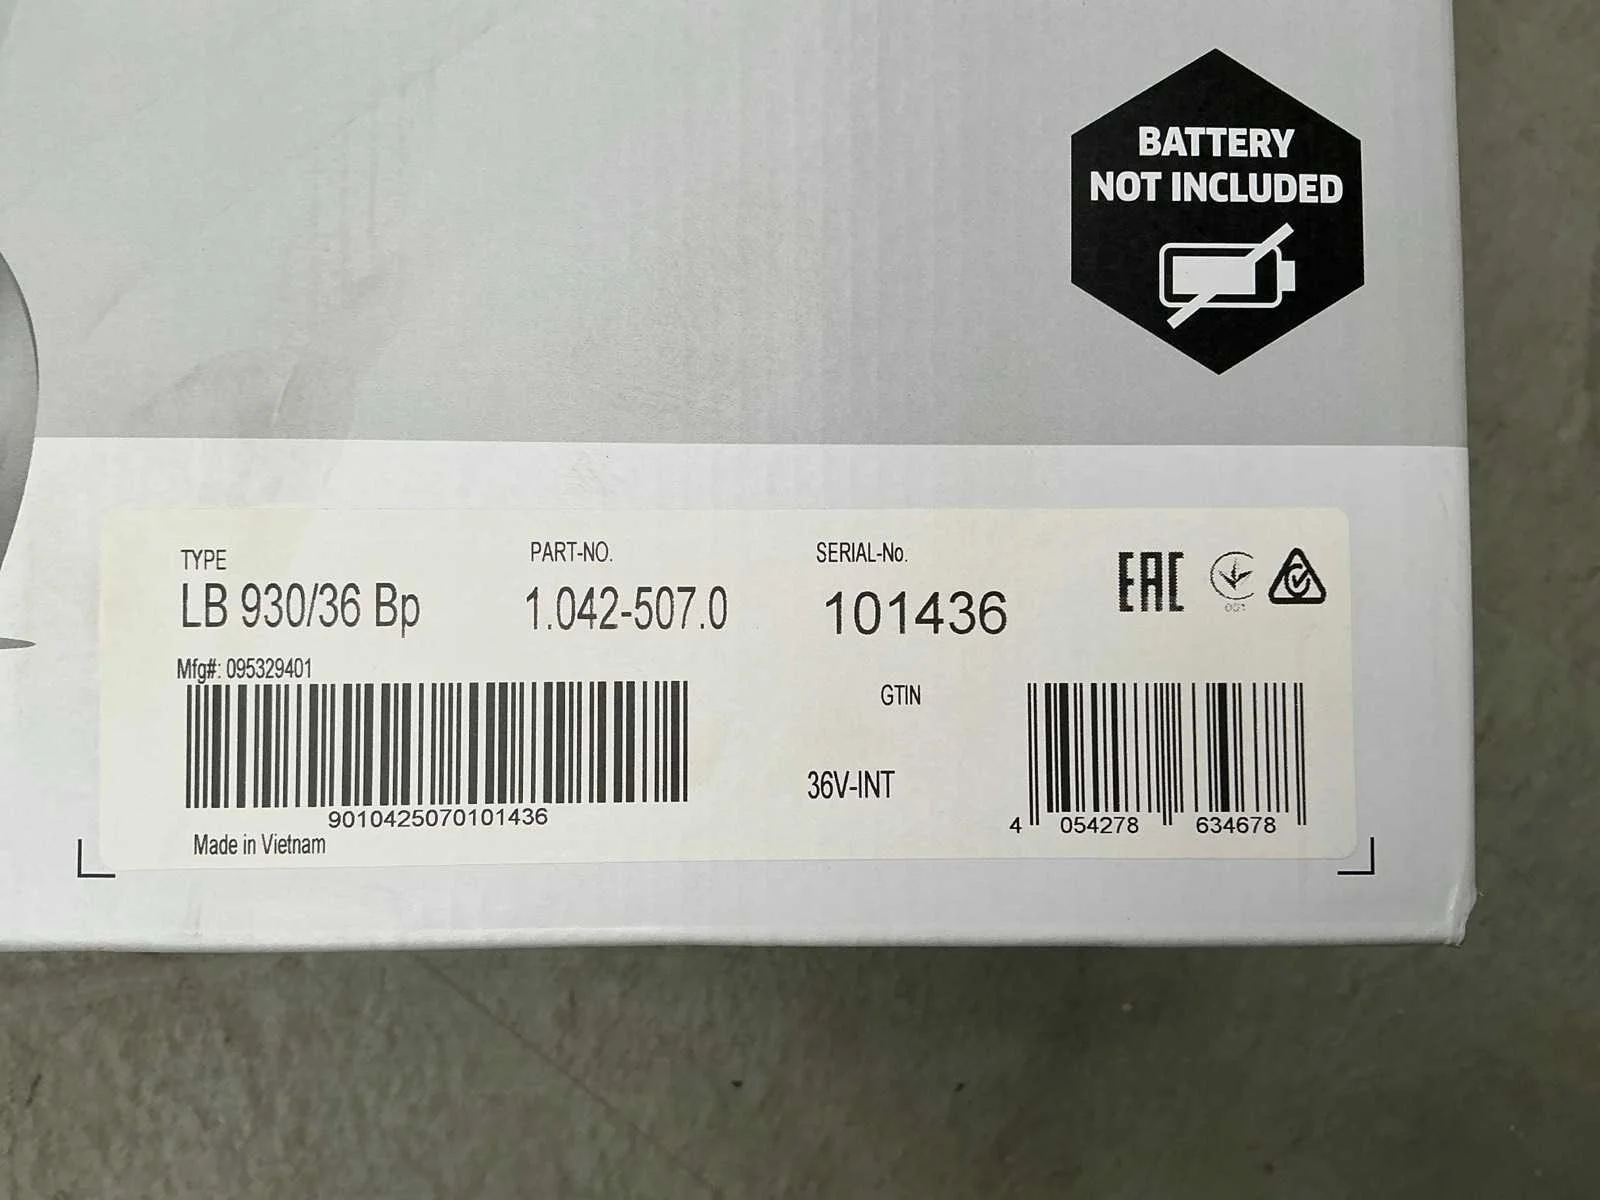 BATTERY
NOT INCLUDED
TYPE
LB 930/36 Bp
PART-NO.
1.042-507.0
SERIAL-No.
101436
EAC
Mfg#: 095329401
9010425070101436
Made in Vietnam
GTIN
36V-INT
4 054278 634678